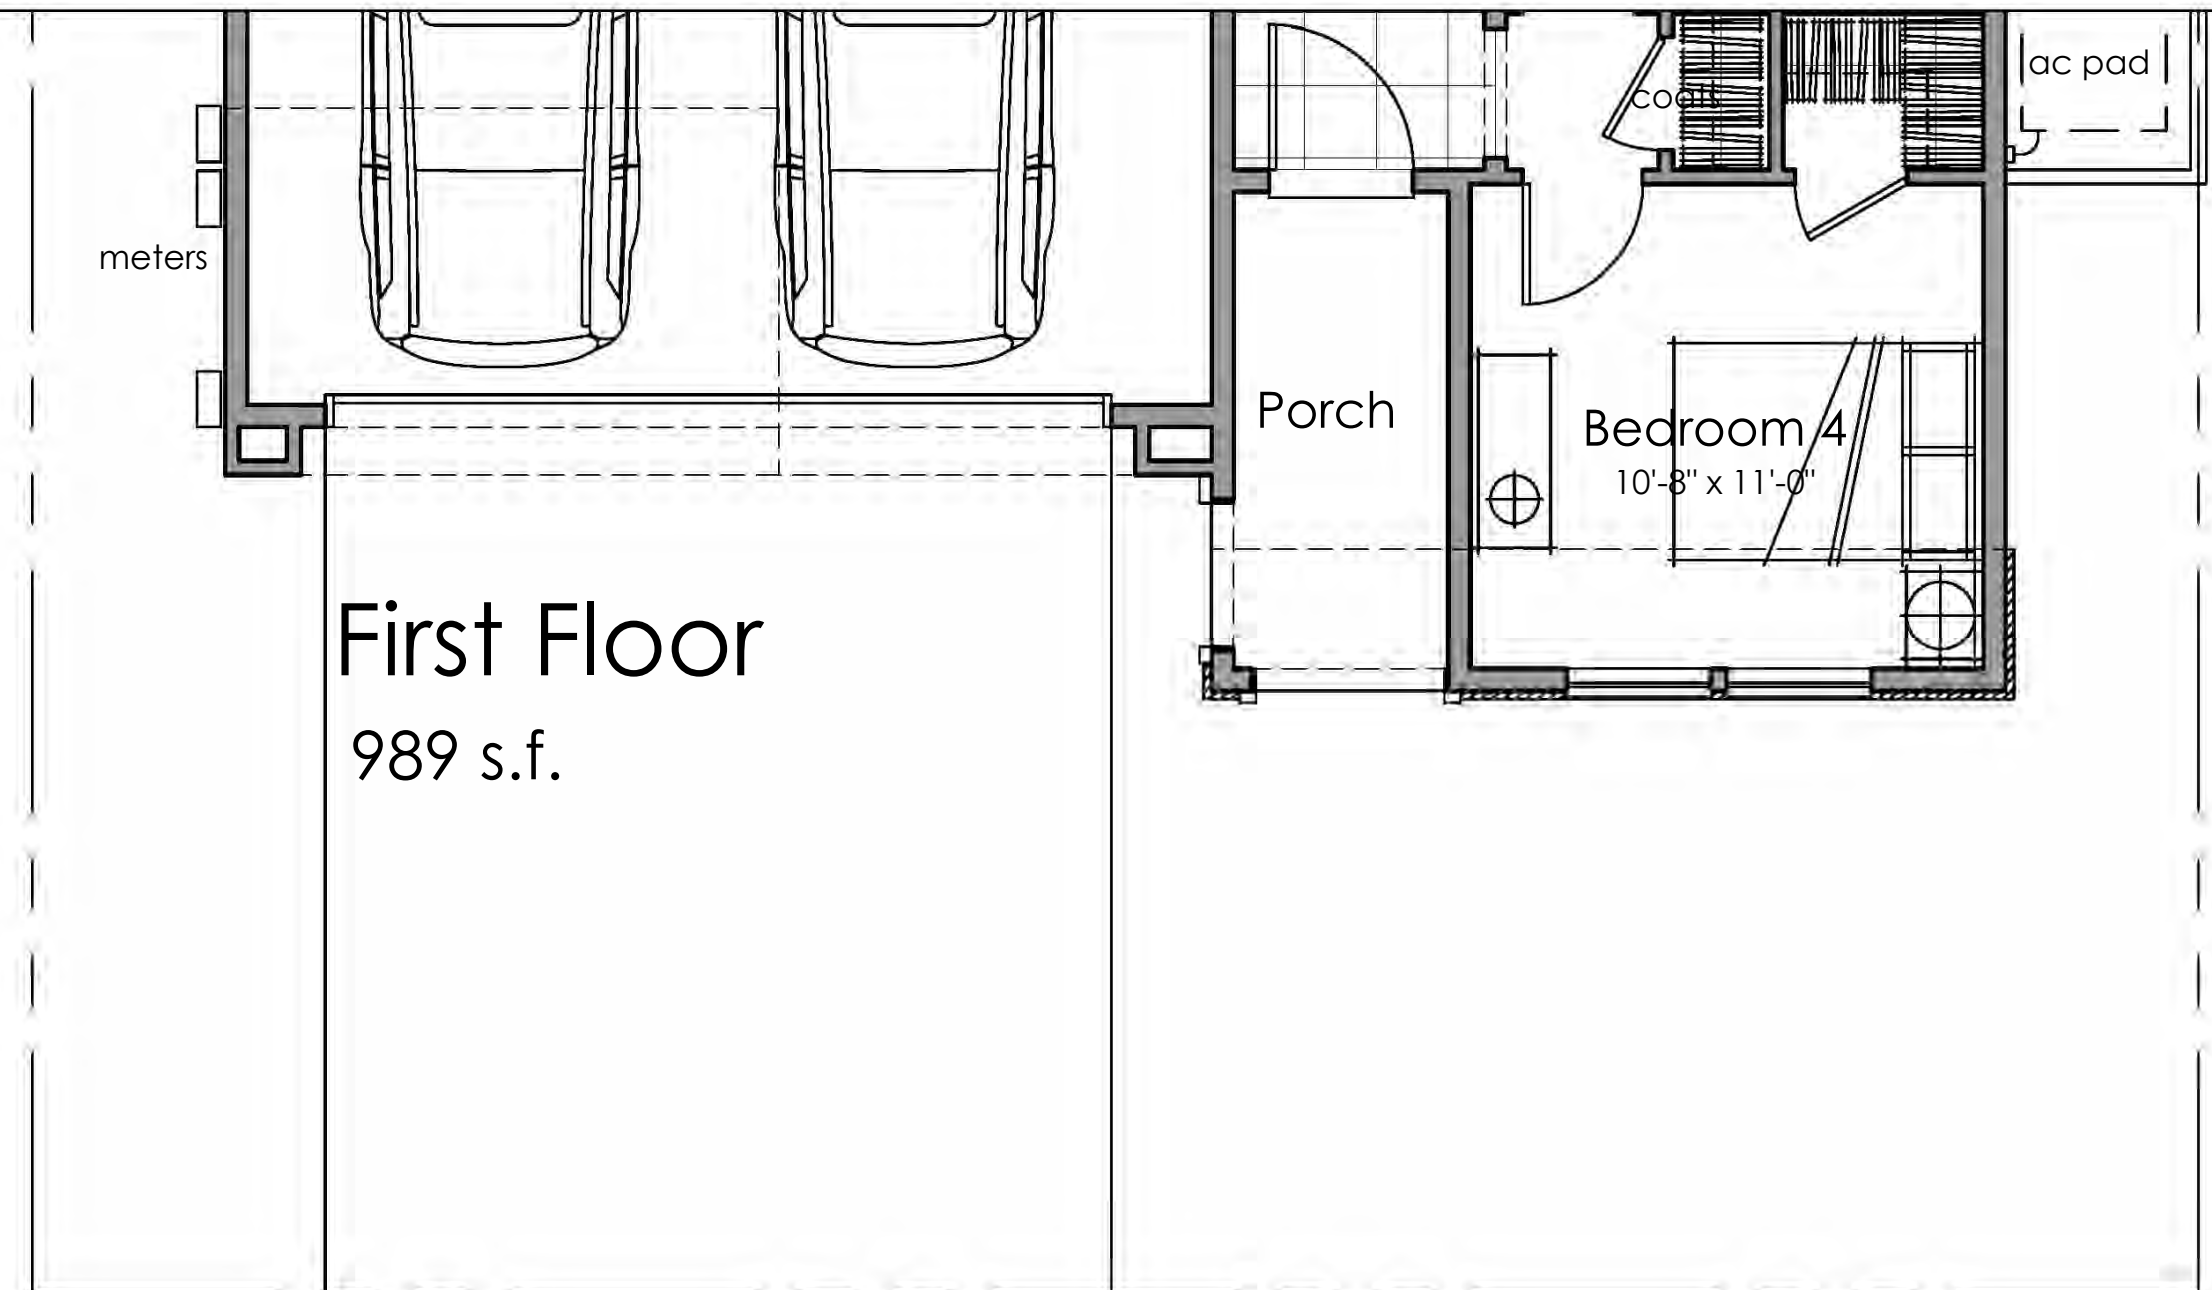 ac pad
coats
meters
Porch
Bedroom 4
10'-8" x 11'-0"
First Floor
989 s.f.